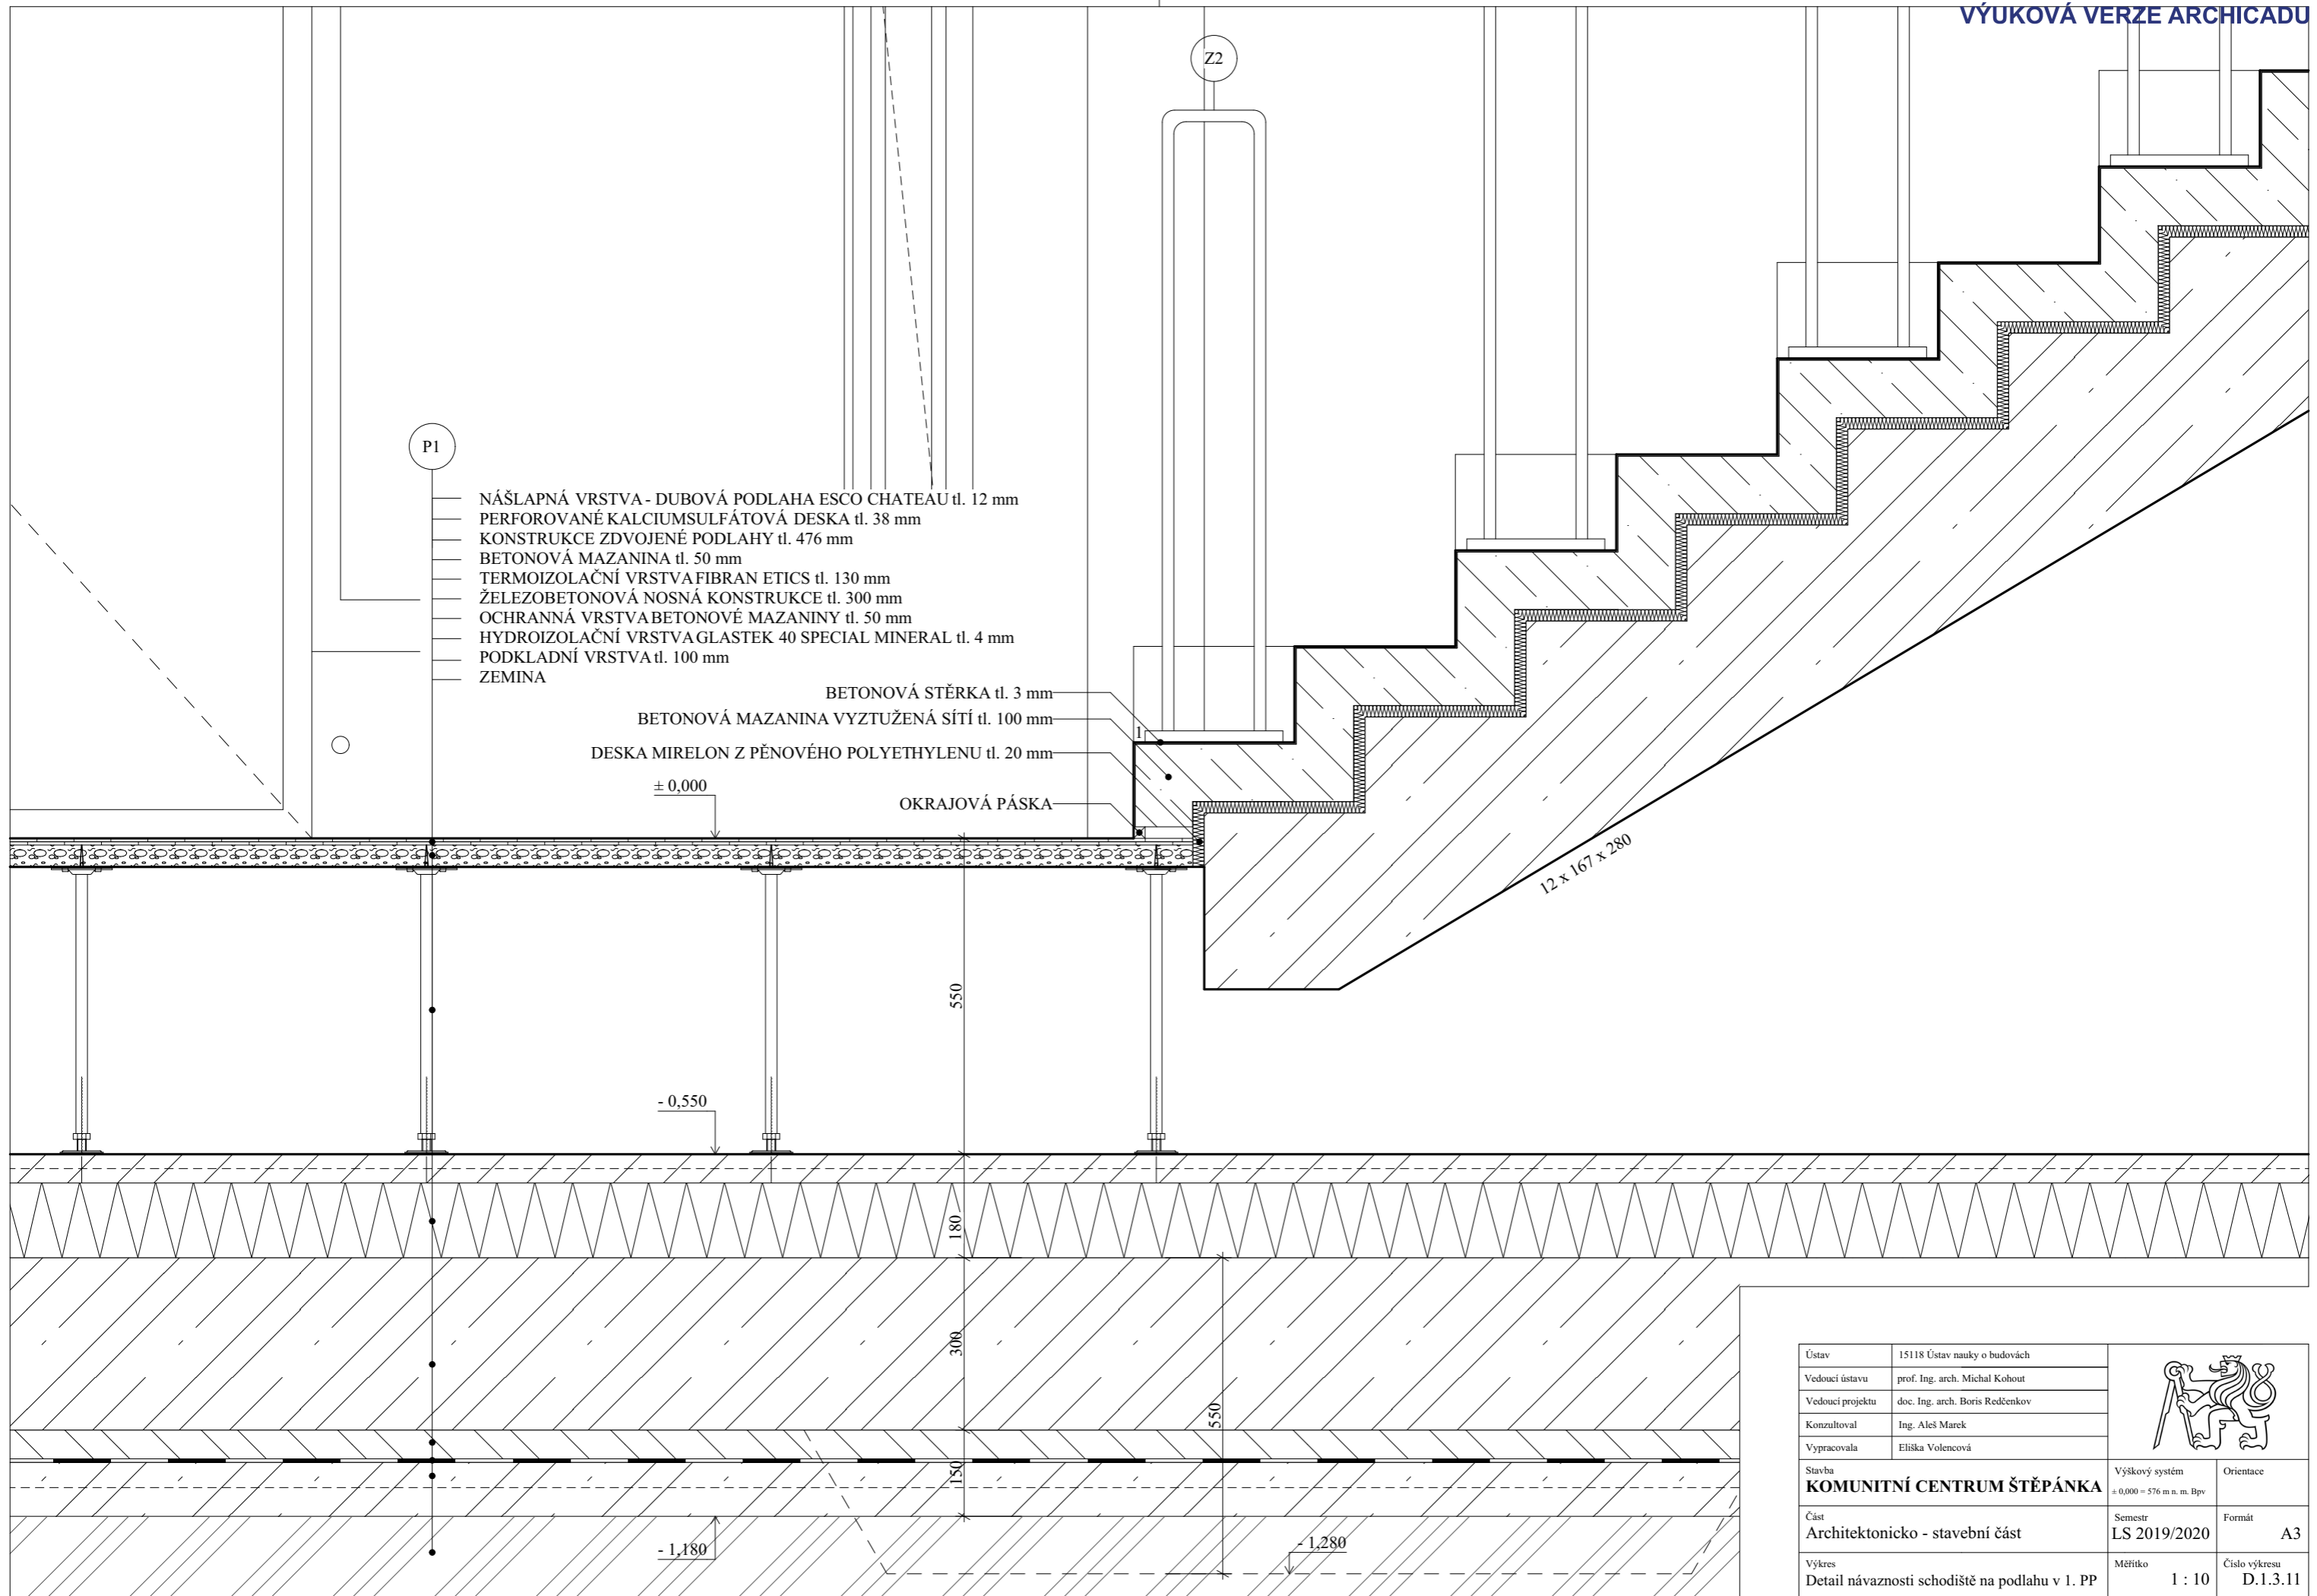 VÝUKOVÁ VERZE ARCHICADU
Z2
P1
NÁŠLAPNÁ VRSTVA - DUBOVÁ PODLAHA ESCO CHATEAU tl. 12 mm
PERFOROVANÉ KALCIUMSULFÁTOVÁ DESKA tl. 38 mm
KONSTRUKCE ZDVOJENÉ PODLAHY tl. 476 mm
BETONOVÁ MAZANINA tl. 50 mm
TERMOIZOLAČNÍ VRSTVA FIBRAN ETICS tl. 130 mm
ŽELEZOBETONOVÁ NOSNÁ KONSTRUKCE tl. 300 mm
OCHRANNÁ VRSTVA BETONOVÉ MAZANINY tl. 50 mm
HYDROIZOLAČNÍ VRSTVA GLASTEK 40 SPECIAL MINERAL tl. 4 mm
PODKLADNÍ VRSTVA tl. 100 mm
ZEMINA
BETONOVÁ STĚRKA tl. 3 mm
BETONOVÁ MAZANINA VYZTUŽENÁ SÍTÍ tl. 100 mm
1
DESKA MIRELON Z PĚNOVÉHO POLYETHYLENU tl. 20 mm
± 0,000
OKRAJOVÁ PÁSKA
12 x 167 x 280
550
- 0,550
180
300
550
150
- 1,180
- 1,280
Ústav 15118 Ústav nauky o budovách
Vedoucí ústavu prof. Ing. arch. Michal Kohout
Vedoucí projektu doc. Ing. arch. Boris Redčenkov
Konzultoval Ing. Aleš Marek
Vypracovala Eliška Volencová
Stavba
KOMUNITNÍ CENTRUM ŠTĚPÁNKA
Výškový systém
± 0,000 = 576 m n. m. Bpv
Orientace
Část
Architektonicko - stavební část
Semestr
LS 2019/2020
Formát
A3
Výkres
Detail návaznosti schodiště na podlahu v 1. PP
Měřítko
1 : 10
Číslo výkresu
D.1.3.11